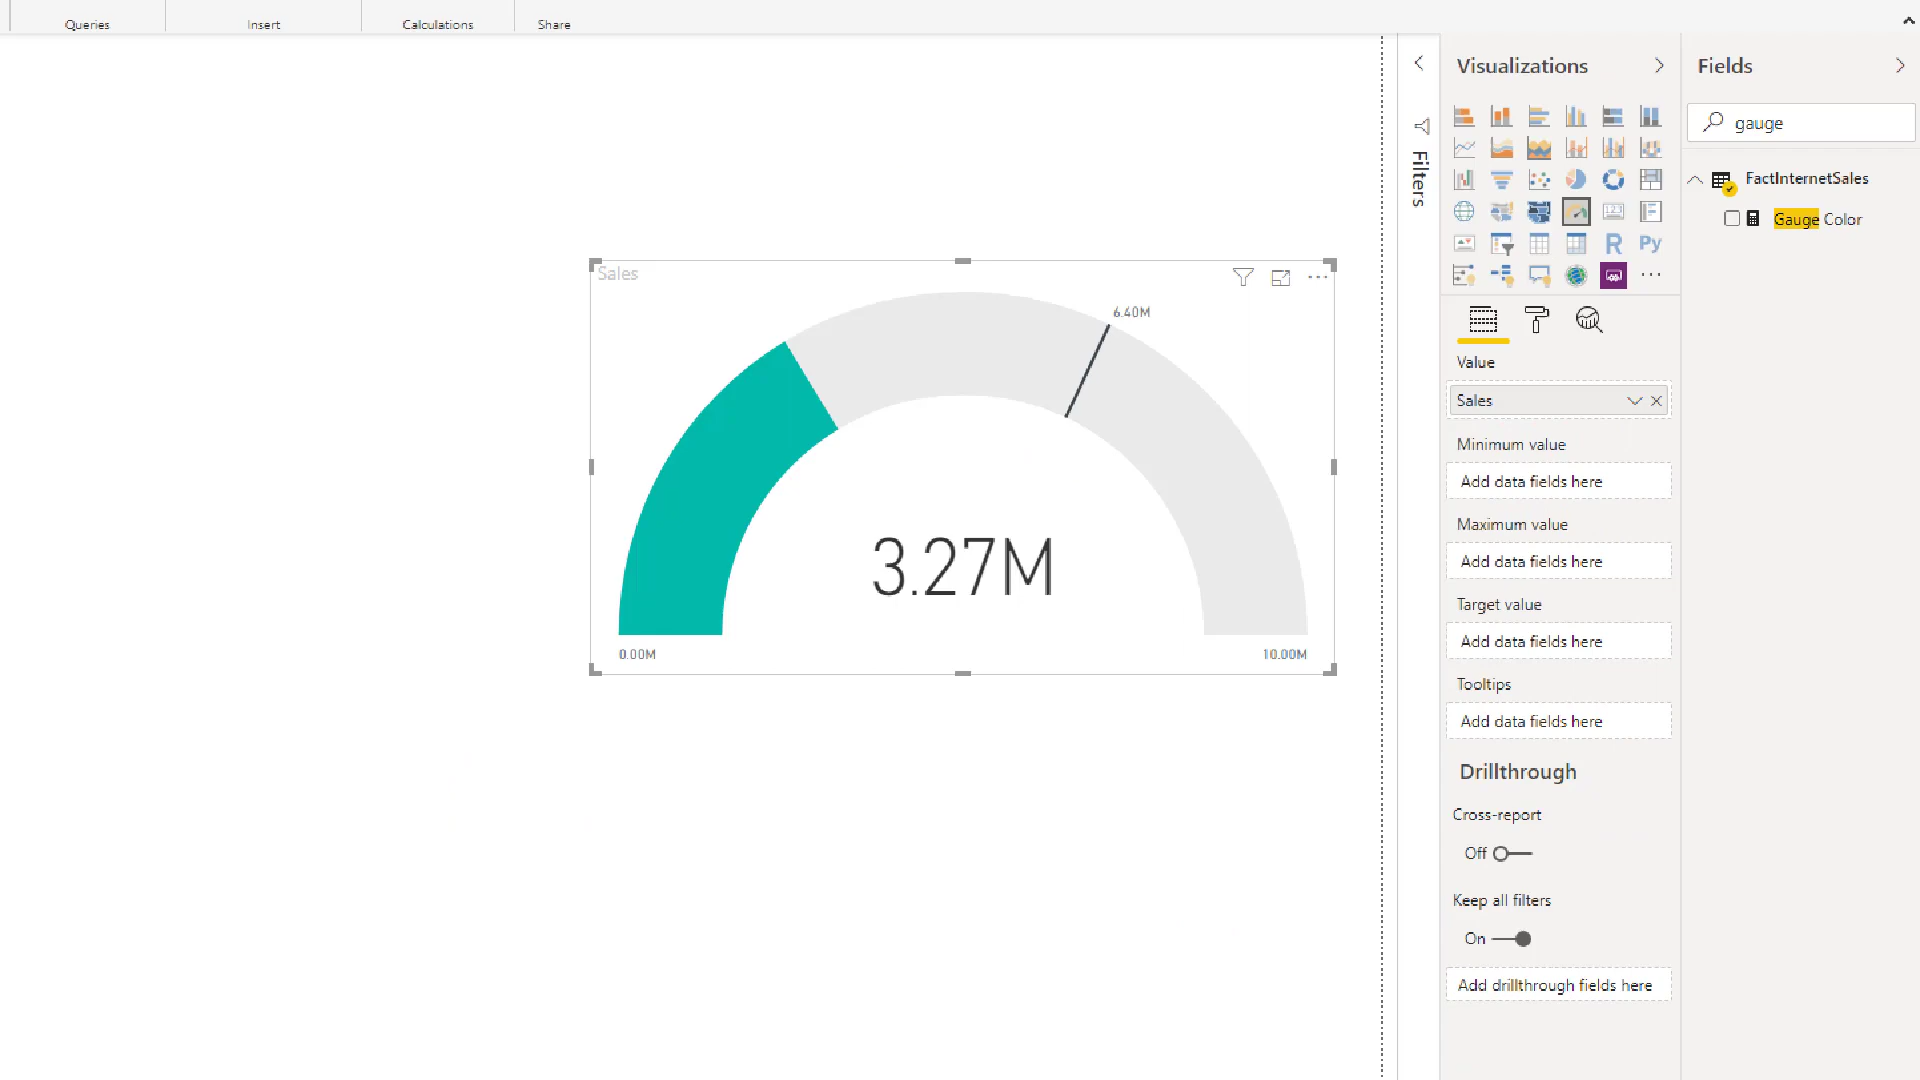 Queries
Insert
Calculations
Share
Visualizations
Fields
gauge
FactInternetSales
Gauge Color
Filters
R
Py
123
Sales
6.40M
3.27M
0.00M
10.00M
Value
Sales
Minimum value
Add data fields here
Maximum value
Add data fields here
Target value
Add data fields here
Tooltips
Add data fields here
Drillthrough
Cross-report
Off
Keep all filters
On
Add drillthrough fields here